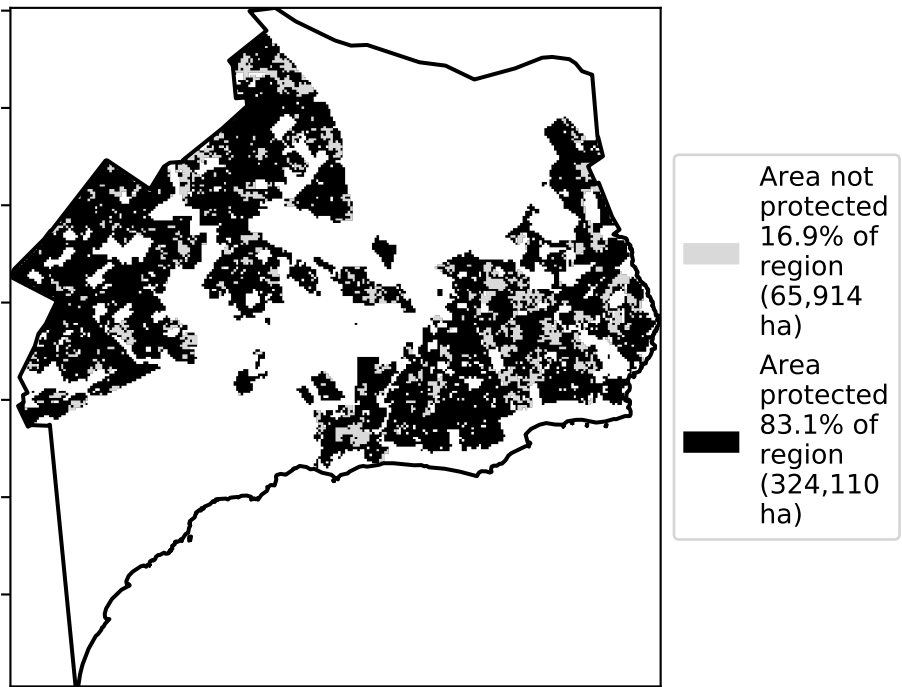 Area not
protected
16.9% of
region
(65,914
ha)
Area
protected
83.1% of
region
(324,110
ha)